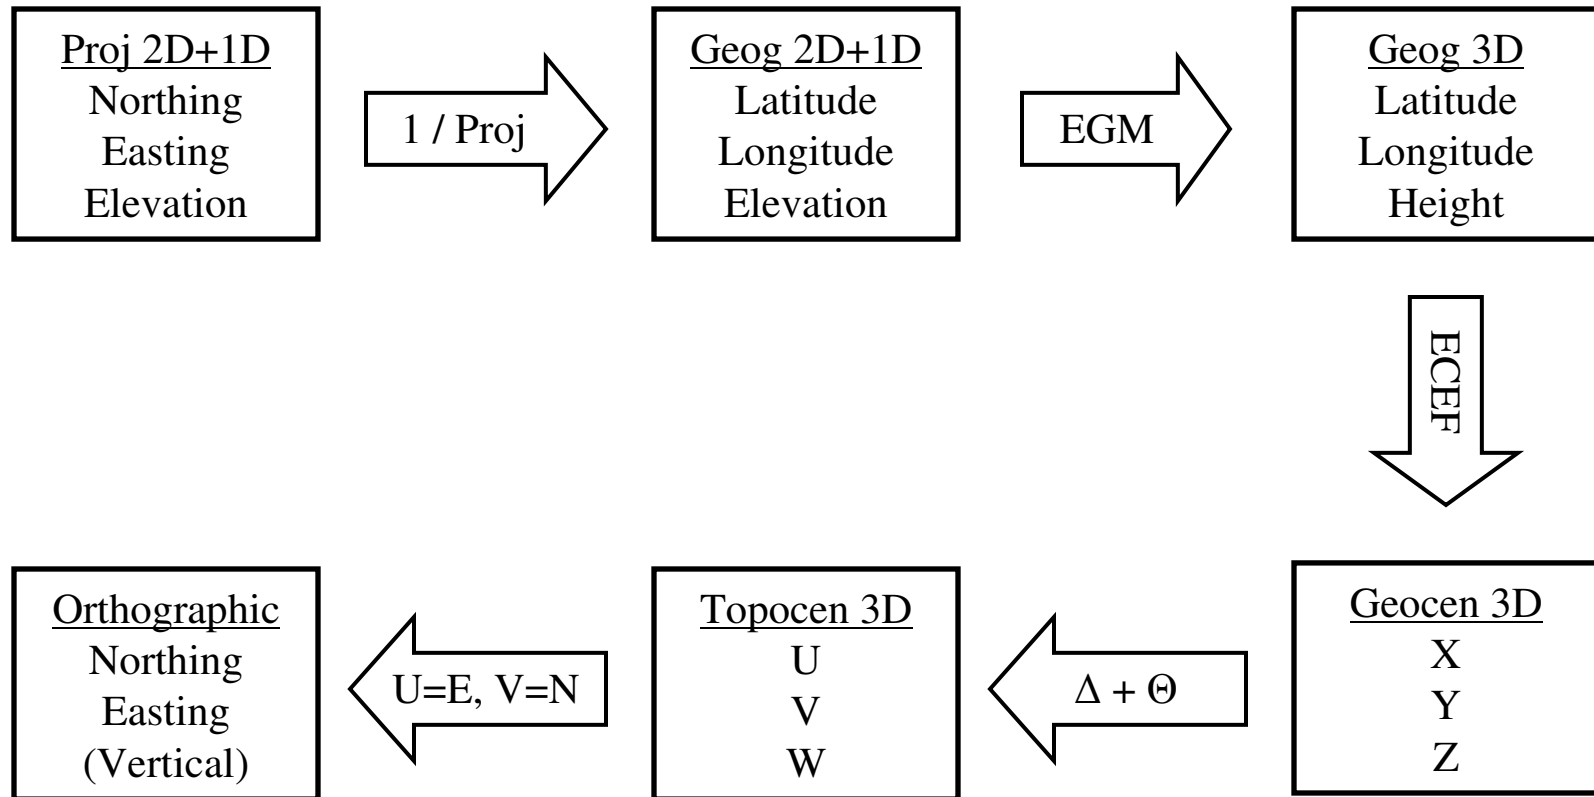 Proj 2D+1D
Northing
Easting
Elevation
1 / Proj
Geog 2D+1D
Latitude
Longitude
Elevation
EGM
Geog 3D
Latitude
Longitude
Height
ECEF
Geocen 3D
X
Y
Z
Δ + Θ
Topocen 3D
U
V
W
U=E, V=N
Orthographic
Northing
Easting
(Vertical)